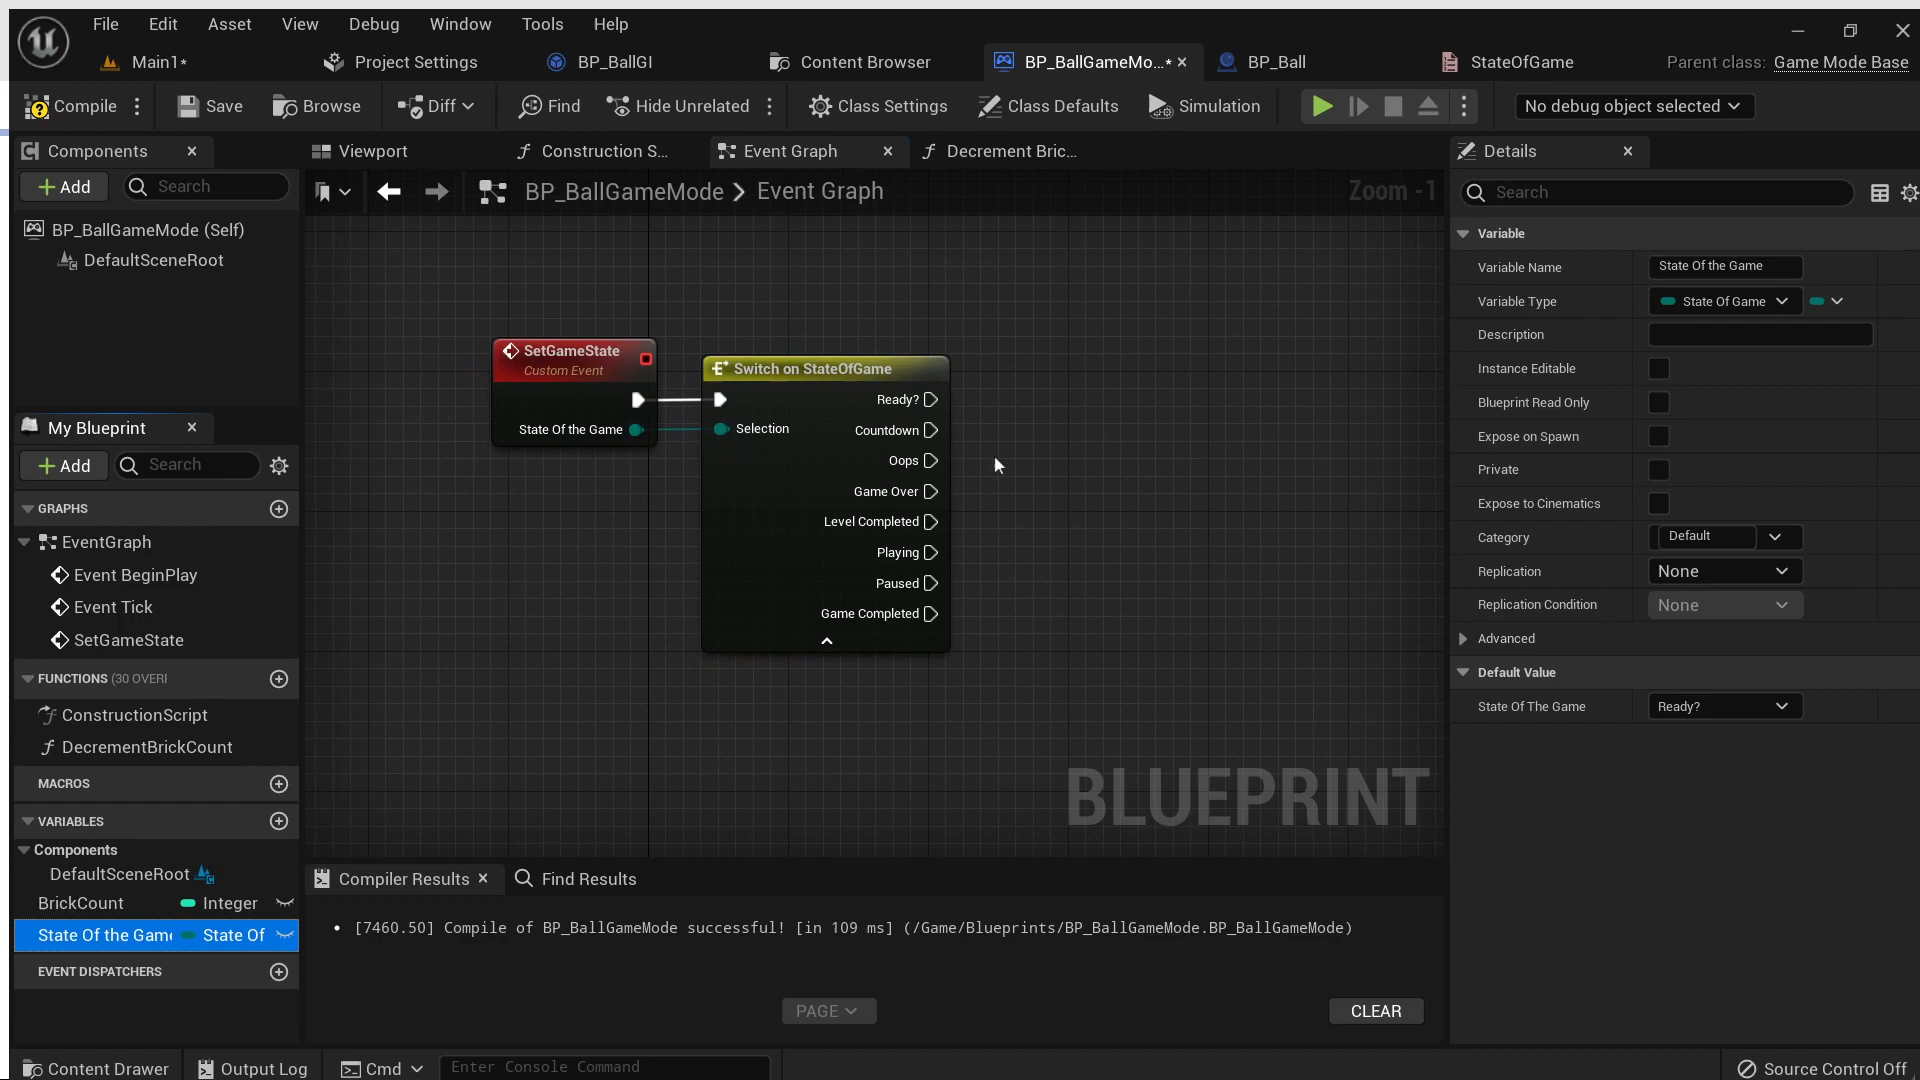 File Edit Asset View Debug Window Tools Help
Main1* Project Settings BP_BallGI Content Browser BP_BallGameMo...* BP_Ball StateOfGame Parent class: Game Mode Base
Compile Save Browse Diff Find Hide Unrelated Class Settings Class Defaults Simulation No debug object selected
Components
Add Search
BP_BallGameMode (Self)
DefaultSceneRoot
My Blueprint
Add Search
GRAPHS
EventGraph
Event BeginPlay
Event Tick
SetGameState
FUNCTIONS (30 OVERI
ConstructionScript
DecrementBrickCount
MACROS
VARIABLES
Components
DefaultSceneRoot
BrickCount Integer
State Of the Game State Of
EVENT DISPATCHERS
Viewport Construction S... Event Graph Decrement Bric...
BP_BallGameMode > Event Graph Zoom -1
SetGameState
Custom Event
State Of the Game
Switch on StateOfGame
Selection
Ready?
Countdown
Oops
Game Over
Level Completed
Playing
Paused
Game Completed
BLUEPRINT
Compiler Results Find Results
• [7460.50] Compile of BP_BallGameMode successful! [in 109 ms] (/Game/Blueprints/BP_BallGameMode.BP_BallGameMode)
PAGE CLEAR
Details
Search
Variable
Variable Name State Of the Game
Variable Type State Of Game
Description
Instance Editable
Blueprint Read Only
Expose on Spawn
Private
Expose to Cinematics
Category Default
Replication None
Replication Condition None
Advanced
Default Value
State Of The Game Ready?
Content Drawer Output Log Cmd Enter Console Command Source Control Off